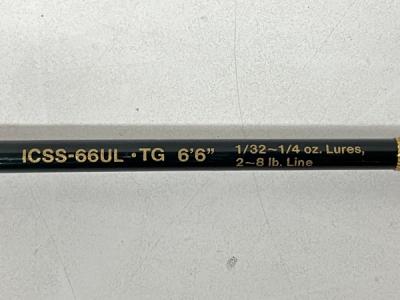 ICSS-66UL・TG 6'6" 1/32~1/4 oz. Lures,
2~8 lb. Line